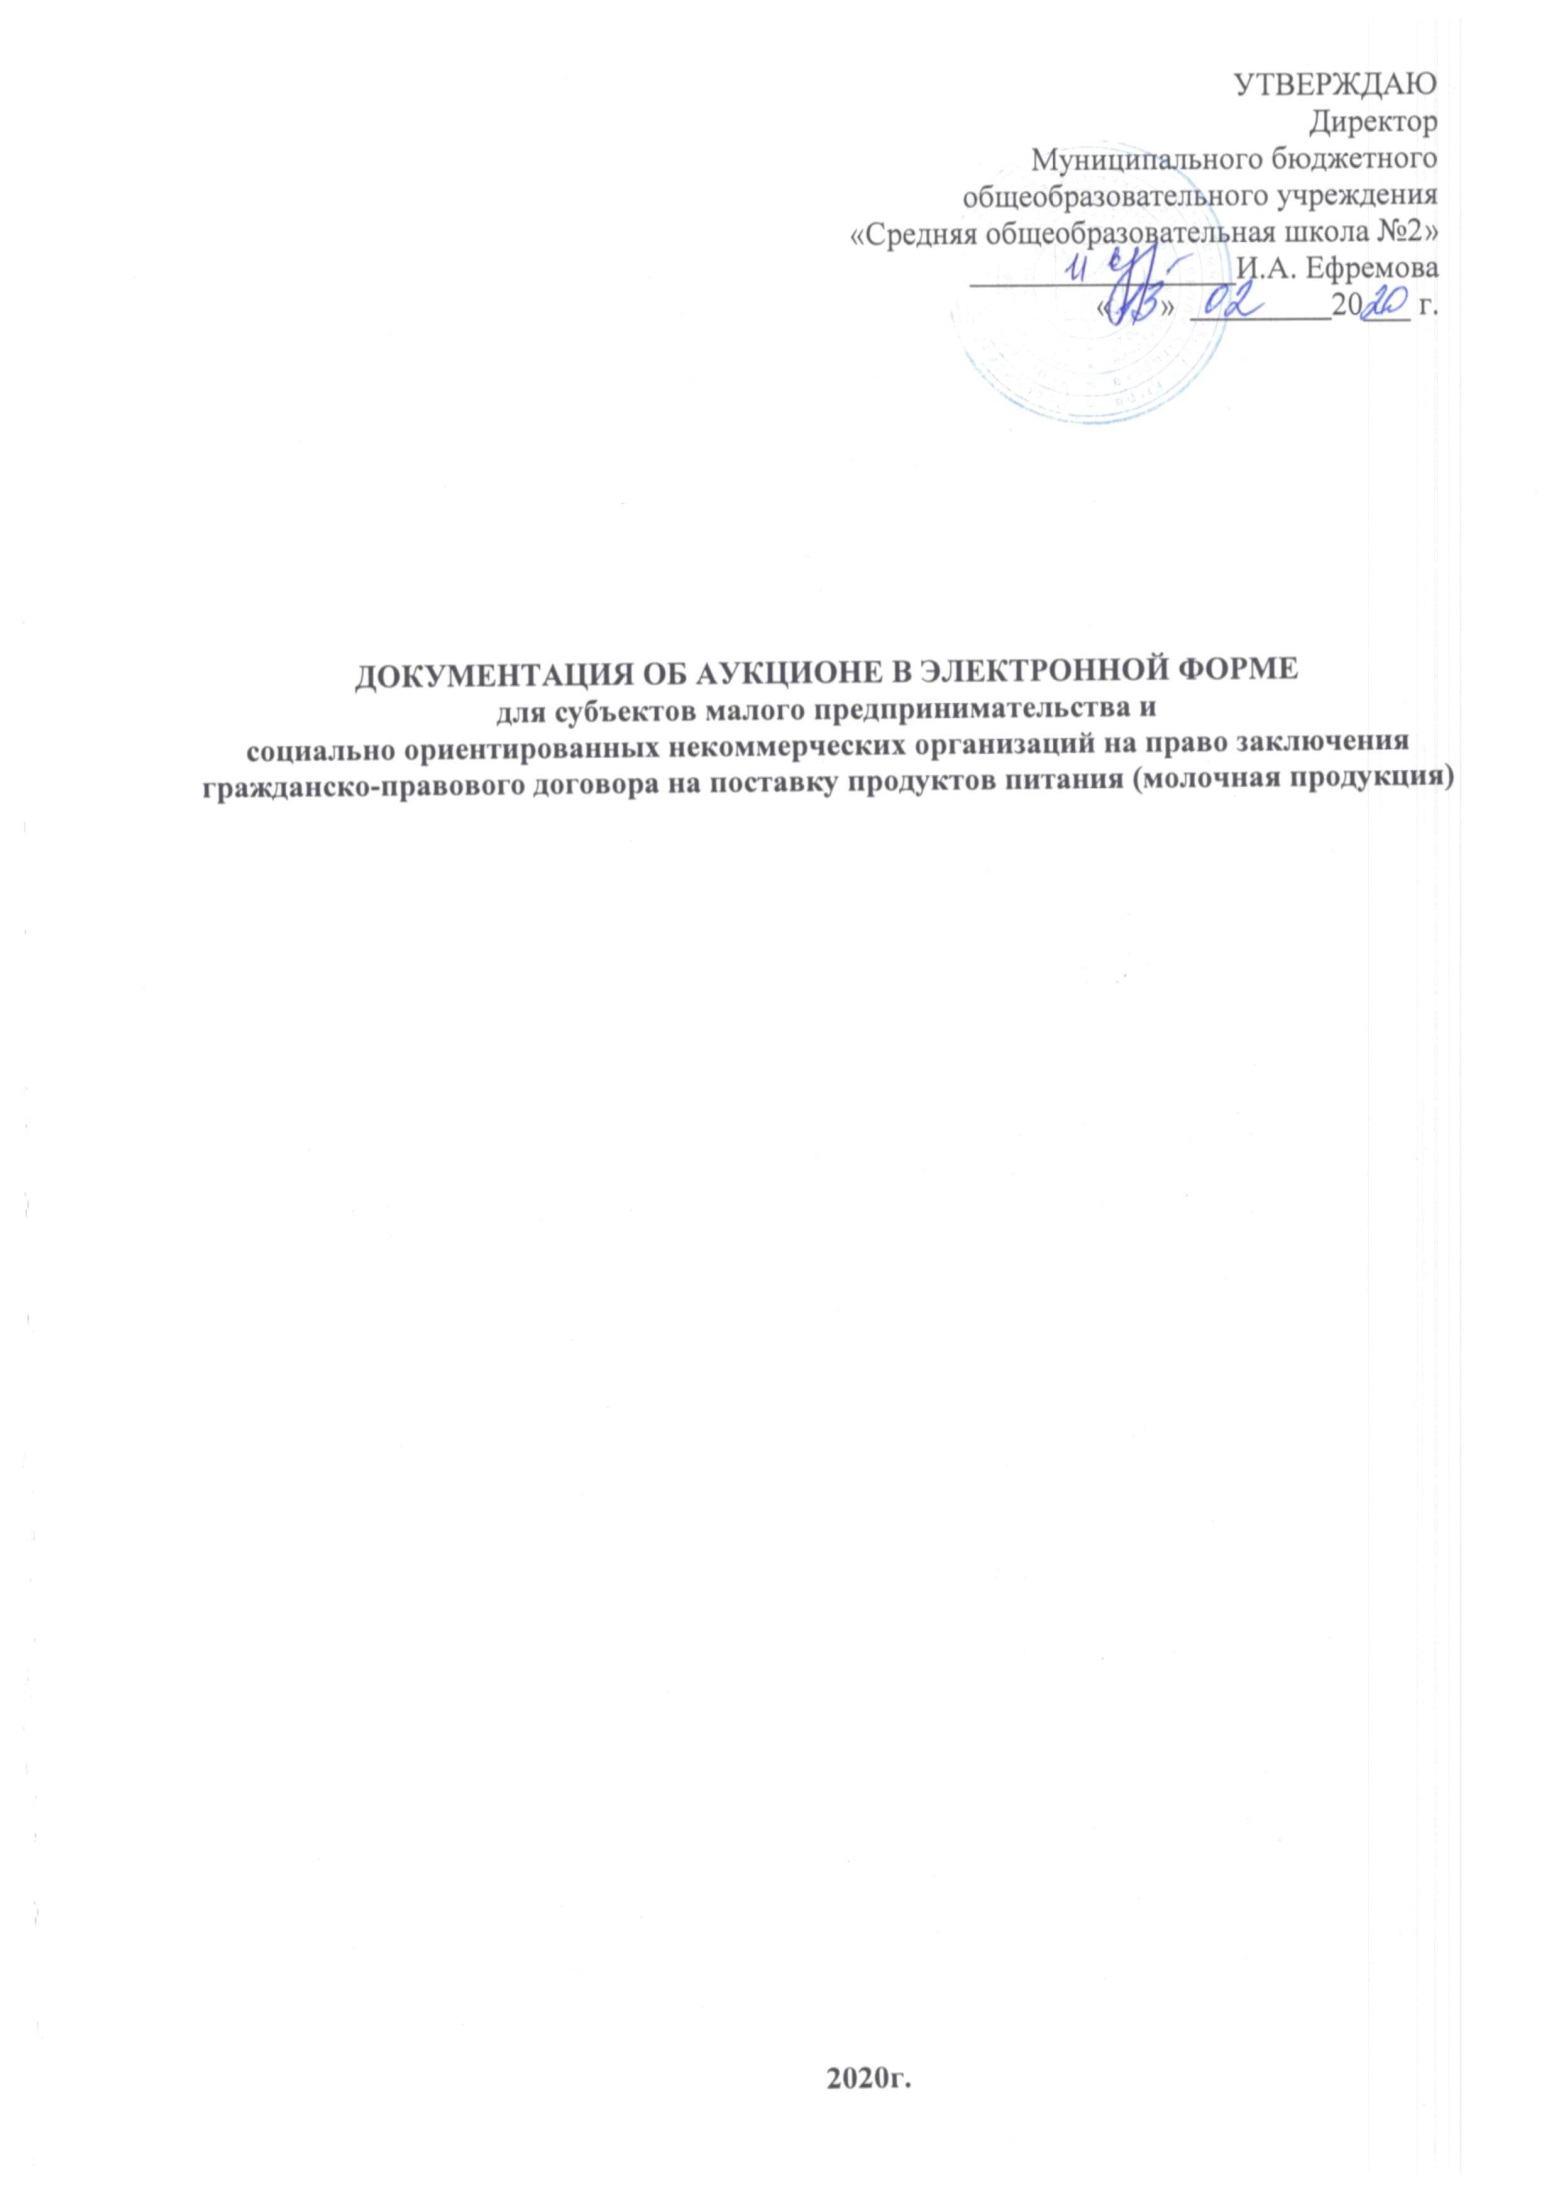 УТВЕРЖДАЮ
Директор
Муниципального бюджетного
общеобразовательного учреждения
«Средняя общеобразовательная школа №2»
И.А. Ефремова
«03» 02 2020 г.
ДОКУМЕНТАЦИЯ ОБ АУКЦИОНЕ В ЭЛЕКТРОННОЙ ФОРМЕ
для субъектов малого предпринимательства и
социально ориентированных некоммерческих организаций на право заключения
гражданско-правового договора на поставку продуктов питания (молочная продукция)
2020г.